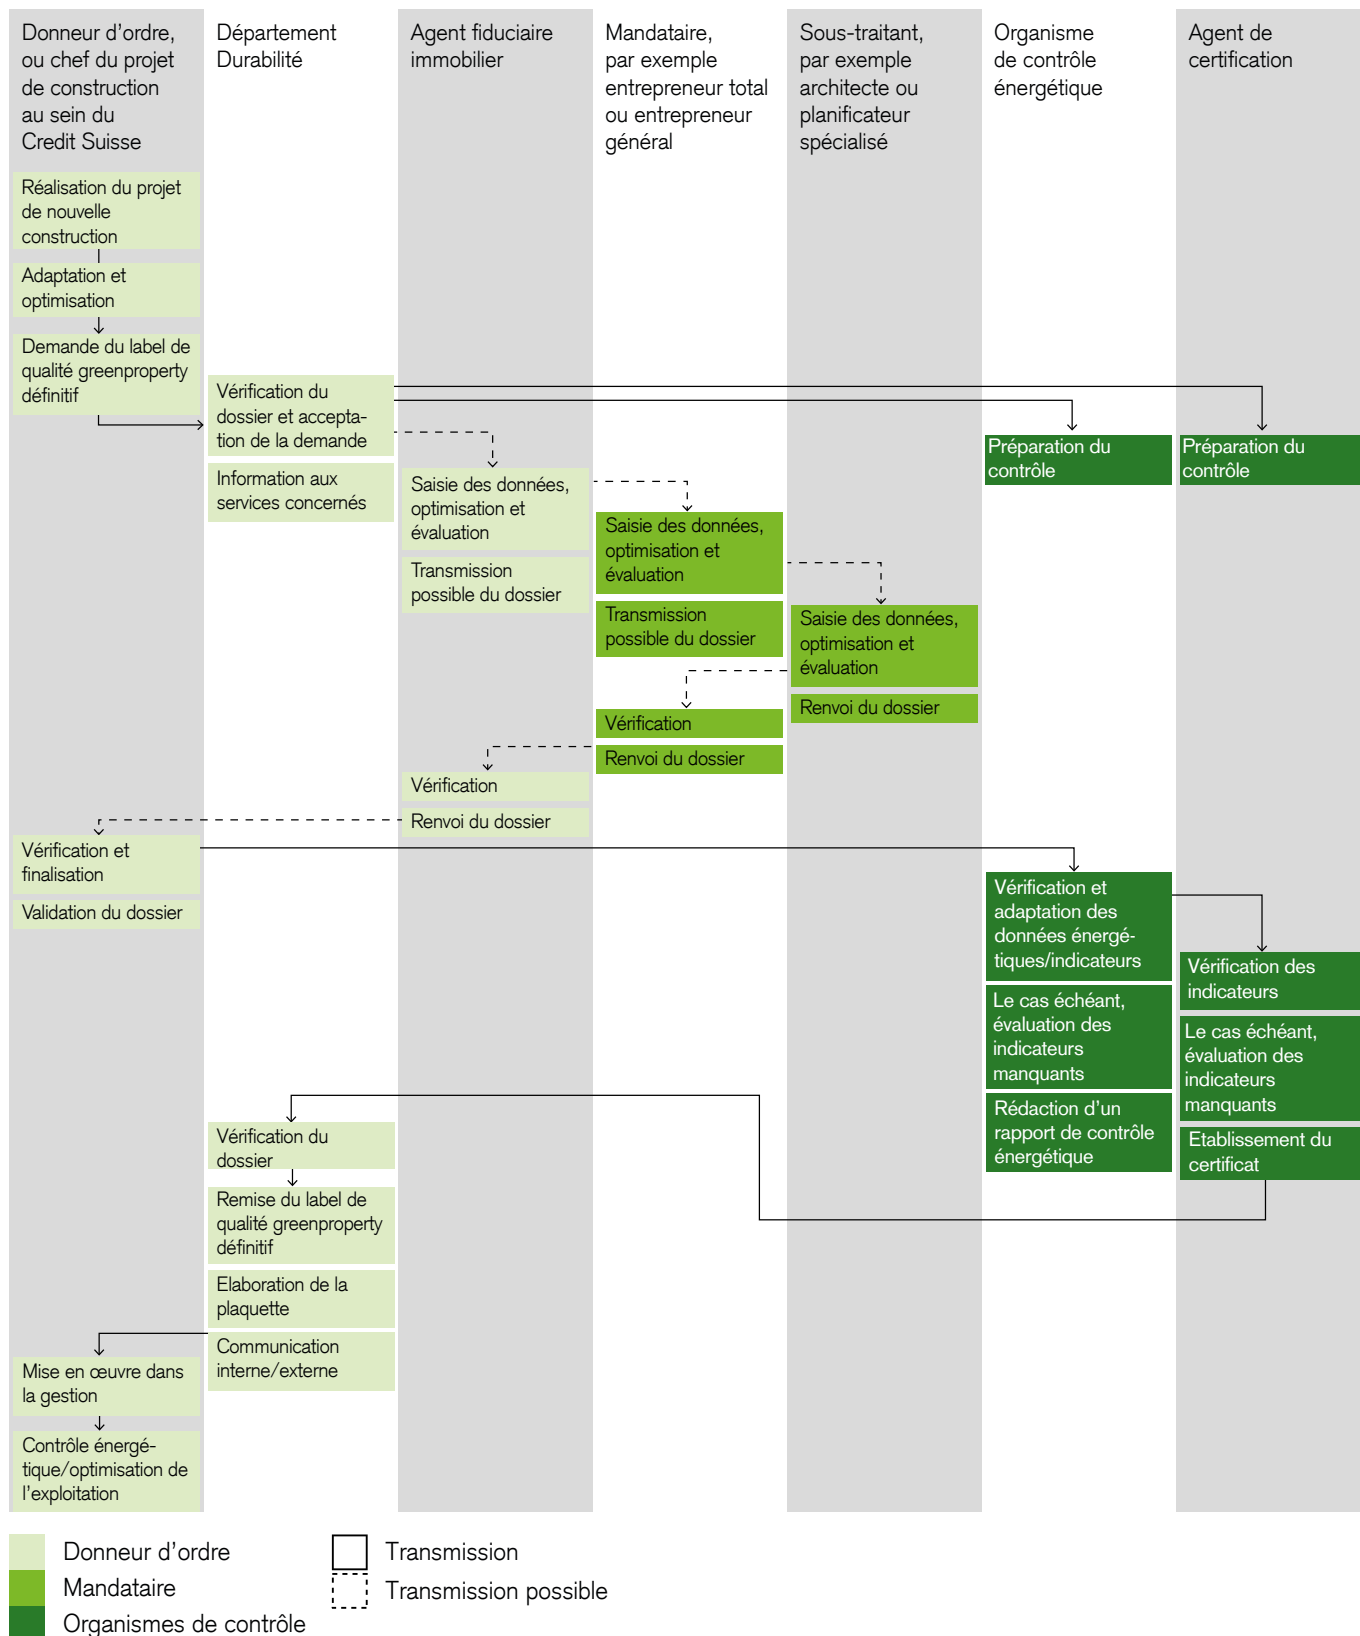 Donneur d'ordre,
ou chef du projet
de construction
au sein du
Credit Suisse
Département
Durabilité
Agent fiduciaire
immobilier
Mandataire,
par exemple
entrepreneur total
ou entrepreneur
général
Sous-traitant,
par exemple
architecte ou
planificateur
spécialisé
Organisme
de contrôle
énergétique
Agent de
certification
Réalisation du projet
de nouvelle
construction
Adaptation et
optimisation
Demande du label de
qualité greenproperty
définitif
Vérification du
dossier et accepta-
tion de la demande
Information aux
services concernés
Préparation du
contrôle
Préparation du
contrôle
Saisie des données,
optimisation et
évaluation
Transmission
possible du dossier
Saisie des données,
optimisation et
évaluation
Transmission
possible du dossier
Saisie des données,
optimisation et
évaluation
Renvoi du dossier
Vérification
Renvoi du dossier
Vérification
Renvoi du dossier
Vérification et
finalisation
Validation du dossier
Vérification et
adaptation des
données énergé-
tiques/indicateurs
Le cas échéant,
évaluation des
indicateurs
manquants
Rédaction d'un
rapport de contrôle
énergétique
Vérification des
indicateurs
Le cas échéant,
évaluation des
indicateurs
manquants
Etablissement du
certificat
Vérification du
dossier
Remise du label de
qualité greenproperty
définitif
Elaboration de la
plaquette
Communication
interne/externe
Mise en œuvre dans
la gestion
Contrôle énergé-
tique/optimisation de
l'exploitation
Donneur d'ordre
Mandataire
Organismes de contrôle
Transmission
Transmission possible